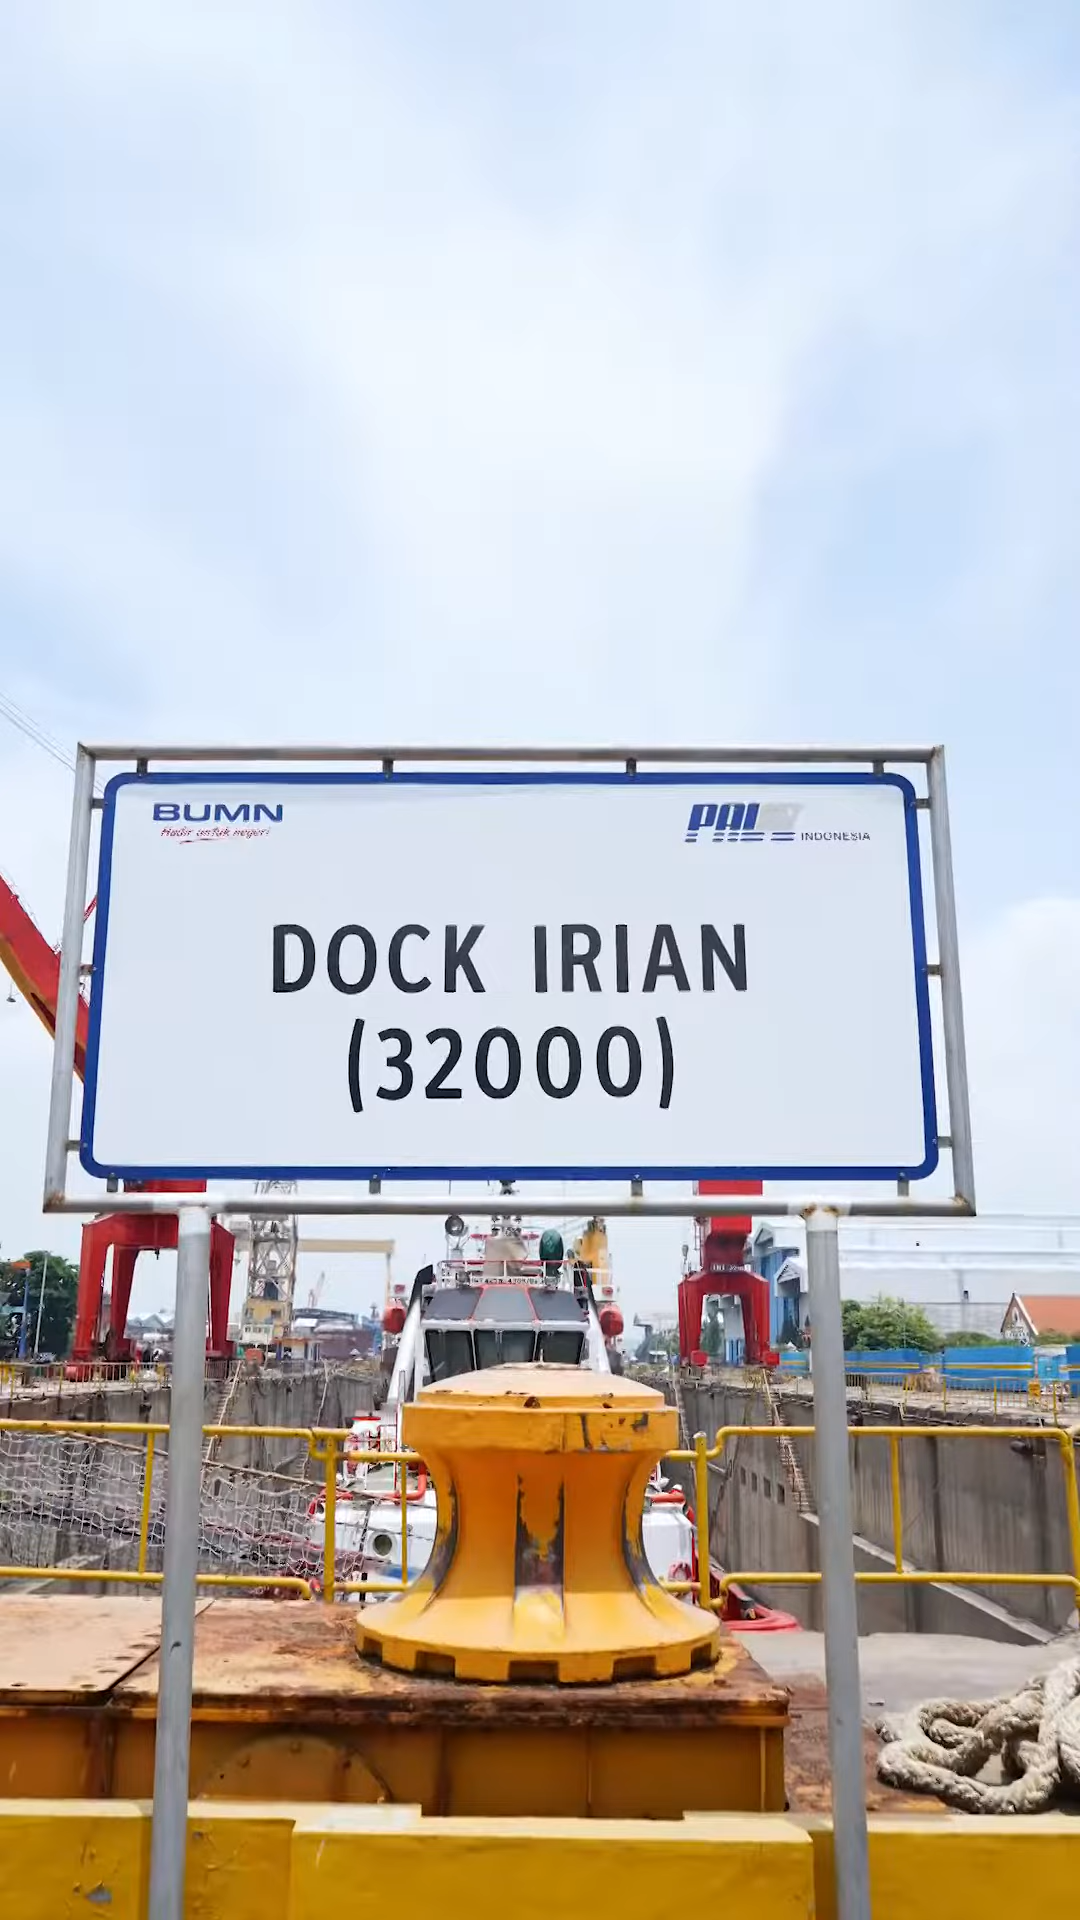 BUMN
Hadir untuk negeri
PAL INDONESIA
DOCK IRIAN
(32000)